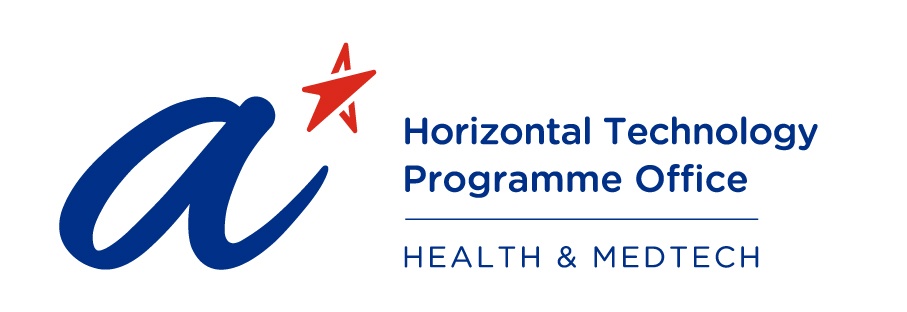 a
Horizontal Technology
Programme Office
HEALTH & MEDTECH